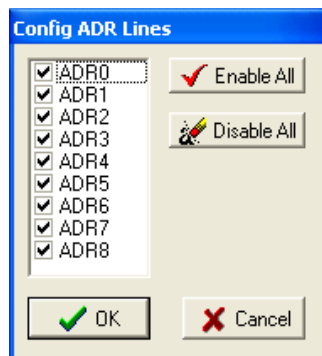 Config ADR Lines
ADR0
ADR1
ADR2
ADR3
ADR4
ADR5
ADR6
ADR7
ADR8
Enable All
Disable All
OK
Cancel